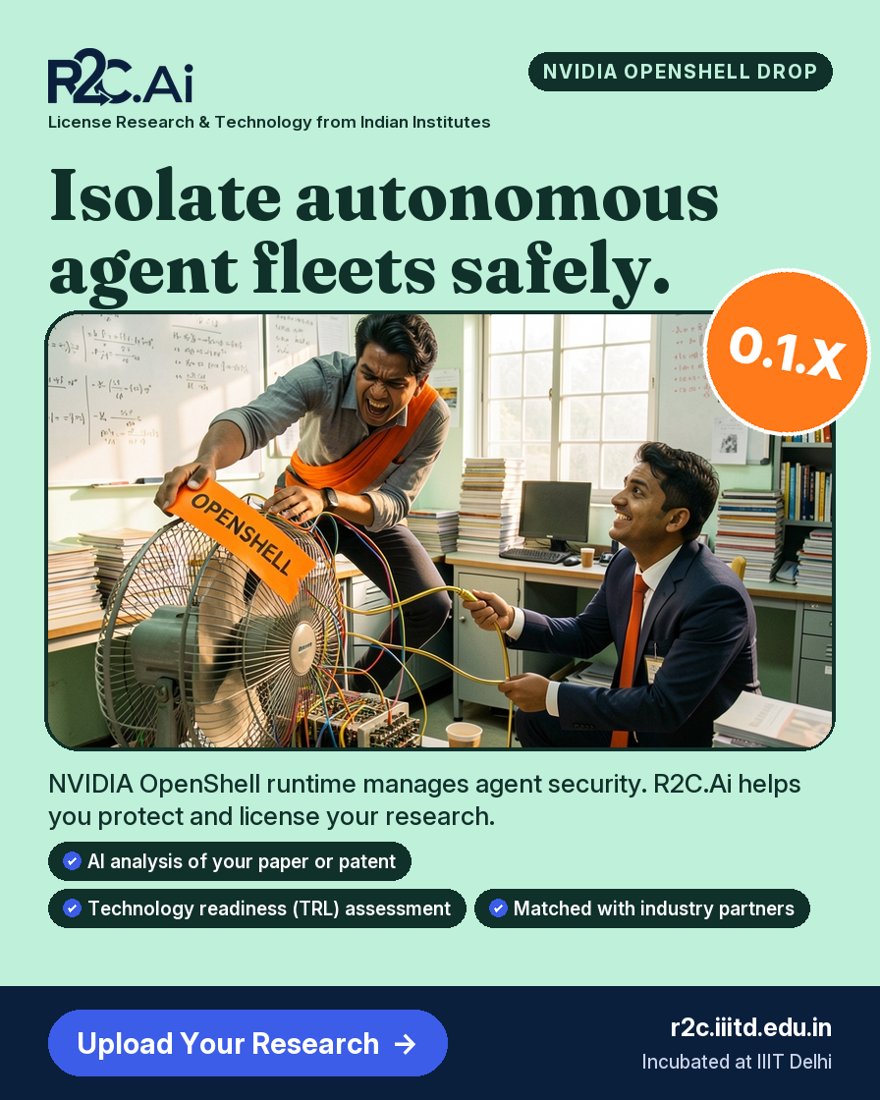 R2C.Ai
License Research & Technology from Indian Institutes
NVIDIA OPENSHELL DROP
Isolate autonomous
agent fleets safely.
0.1.X
OPENSHELL
NVIDIA OpenShell runtime manages agent security. R2C.Ai helps
you protect and license your research.
AI analysis of your paper or patent
Technology readiness (TRL) assessment
Matched with industry partners
Upload Your Research →
r2c.iiitd.edu.in
Incubated at IIIT Delhi